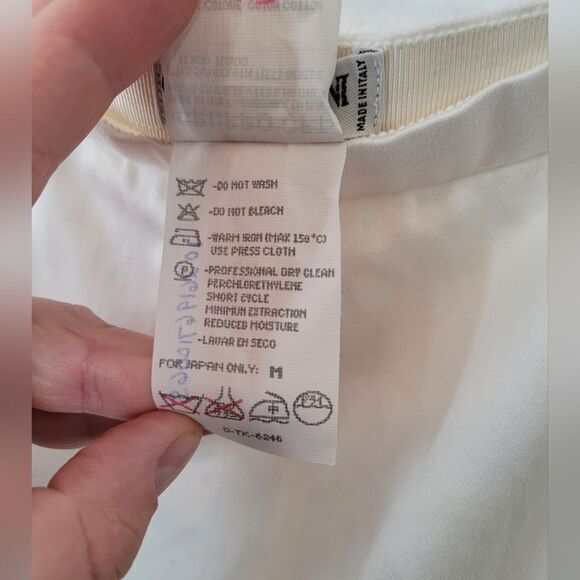 MADE IN ITALY
-DO NOT WASH
-DO NOT BLEACH
-WARM IRON (MAX 150°C)
USE PRESS CLOTH
-PROFESSIONAL DRY CLEAN
PERCHLORETHYLENE
SHORT CYCLE
MINIMUN EXTRACTION
REDUCED MOISTURE
-LAVAR EN SECO
FOR JAPAN ONLY: M
D-TK-6246